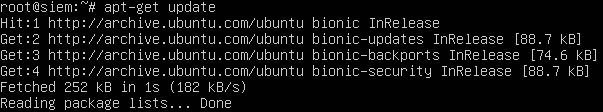 root@siem:~# apt-get update
Hit:1 http://archive.ubuntu.com/ubuntu bionic InRelease
Get:2 http://archive.ubuntu.com/ubuntu bionic-updates InRelease [88.7 kB]
Get:3 http://archive.ubuntu.com/ubuntu bionic-backports InRelease [74.6 kB]
Get:4 http://archive.ubuntu.com/ubuntu bionic-security InRelease [88.7 kB]
Fetched 252 kB in 1s (182 kB/s)
Reading package lists... Done